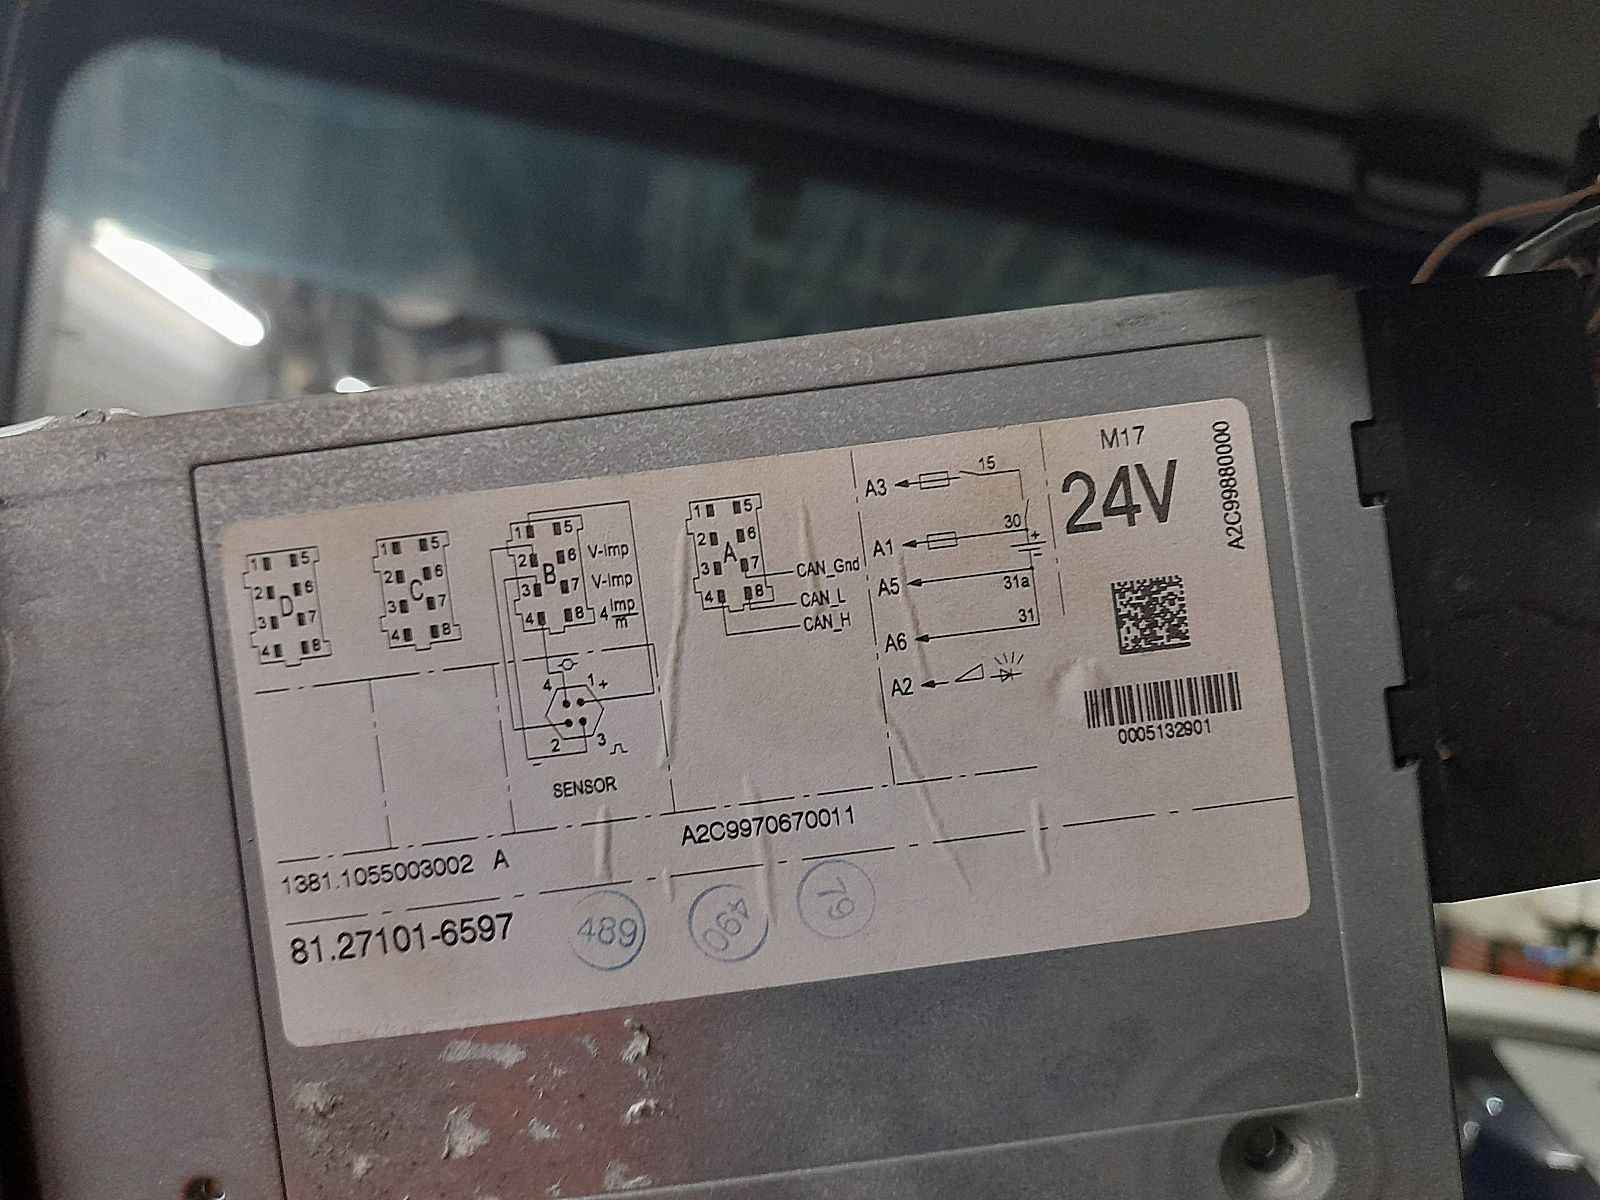 M17
24V
A2C99880000
0005132901
1 5
2 6
D
3 7
4 8
1 5
2 6
C
3 7
4 8
1 5
2 6 V-Imp
B
3 7 V-Imp
4 8 4 Imp/m
4 1 +
2 3
-
SENSOR
1 5
2 6
A
3 7 CAN_Gnd
4 8 CAN_L
CAN_H
A3 15
A1 30
+
-
A5 31a
A6 31
A2
1381.1055003002 A
A2C9970670011
81.27101-6597
489
490